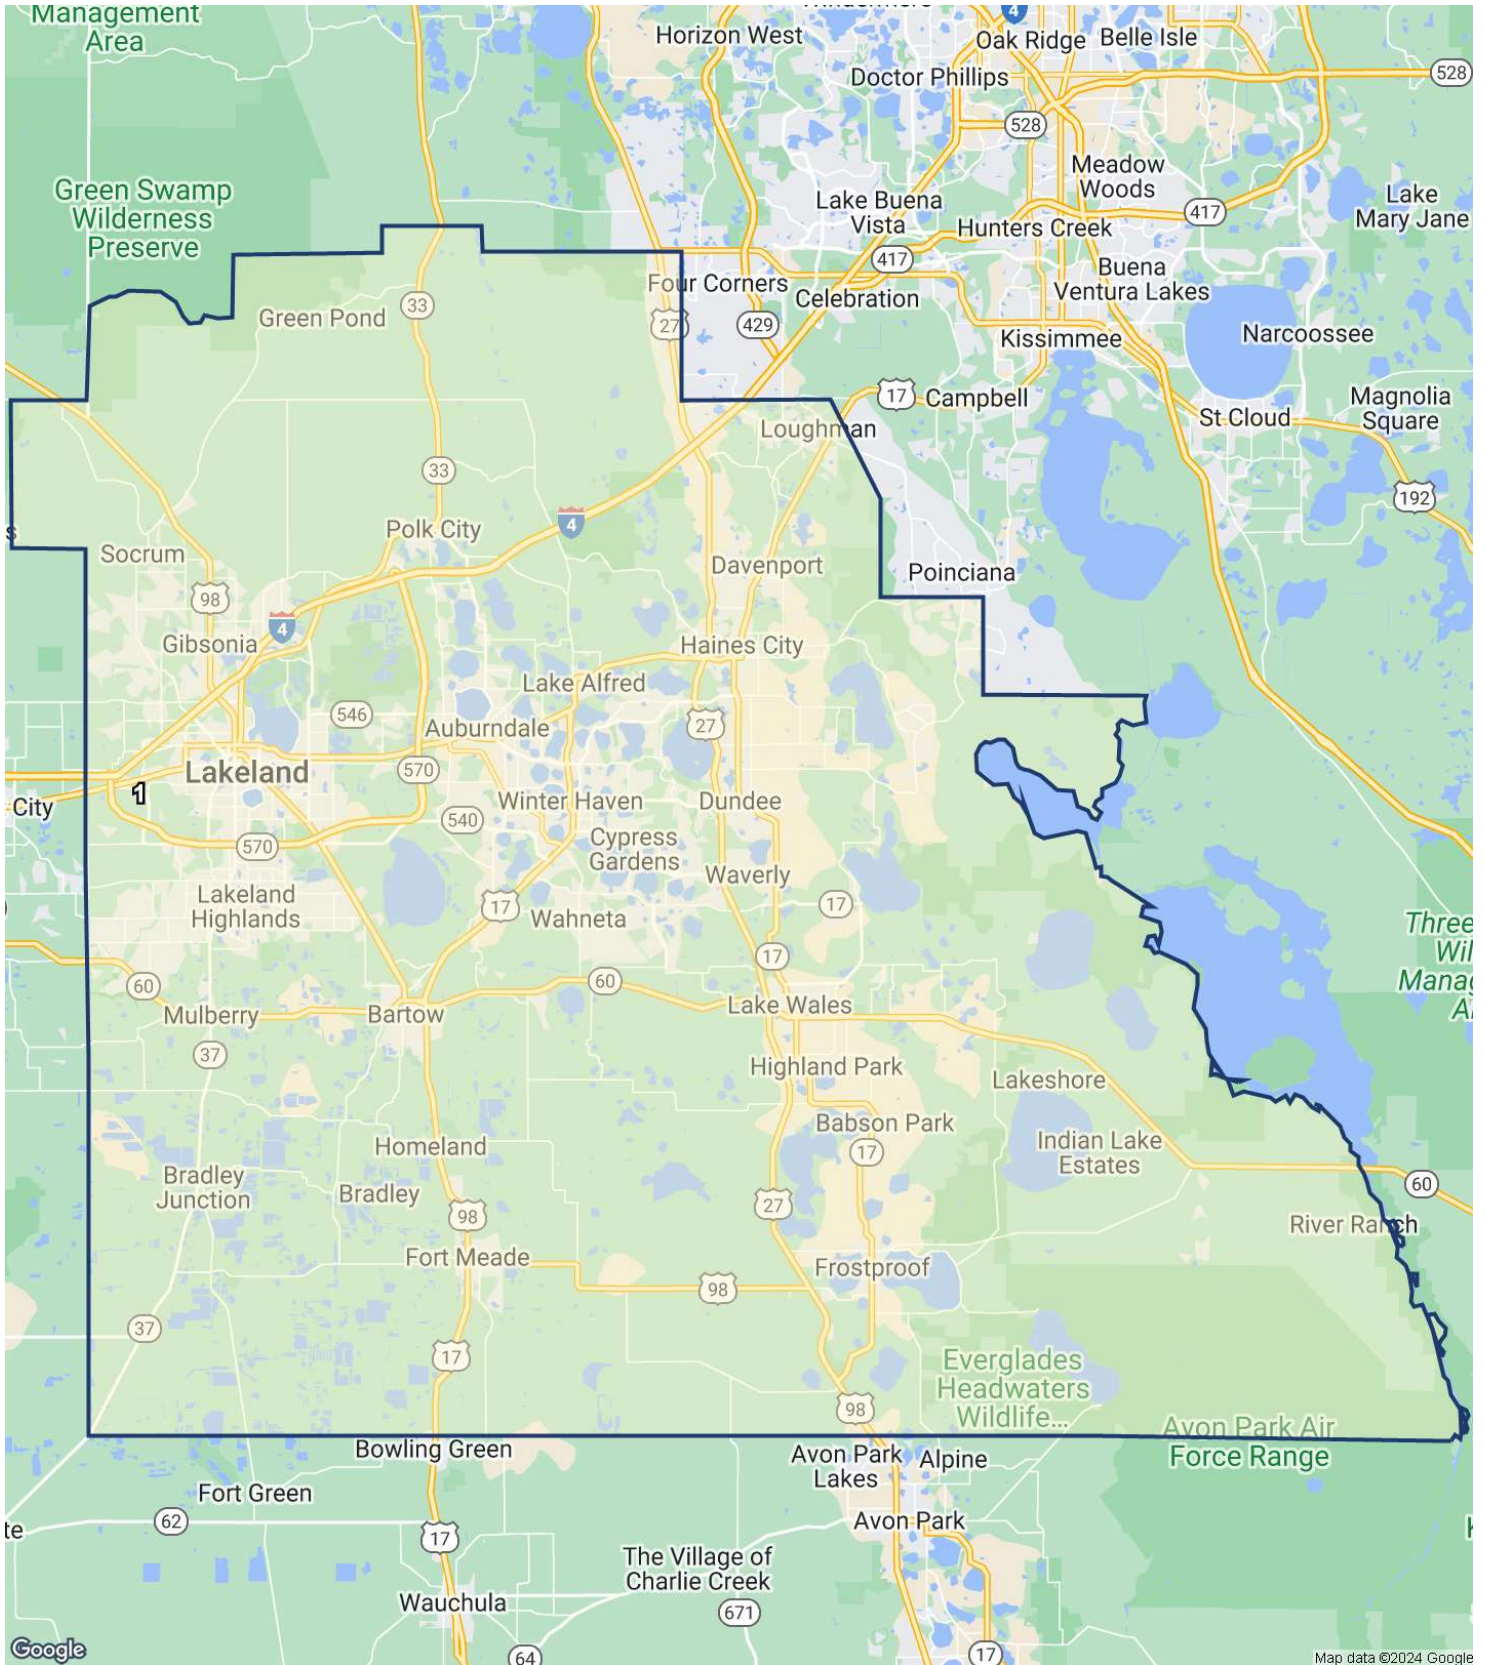 Management
Area
Horizon West
4
Oak Ridge
Belle Isle
Doctor Phillips
528
528
Meadow
Woods
Green Swamp
Wilderness
Preserve
Lake Buena
Vista
417
Lake
Mary Jane
Hunters Creek
417
Four Corners
Celebration
Buena
Ventura Lakes
Green Pond
33
27
429
Kissimmee
Narcoossee
17
Campbell
St Cloud
Magnolia
Square
Loughman
33
192
4
Polk City
Socrum
Davenport
Poinciana
98
4
Gibsonia
Haines City
Lake Alfred
546
Auburndale
27
Lakeland
570
1
City
Winter Haven
Dundee
540
Cypress
Gardens
570
Waverly
Lakeland
Highlands
17
Wahneta
17
Three
Wil
Manag
A
17
60
60
Mulberry
Bartow
Lake Wales
37
Highland Park
Lakeshore
Babson Park
17
Homeland
Indian Lake
Estates
Bradley
Junction
Bradley
60
98
27
River Ranch
Fort Meade
Frostproof
98
37
17
Everglades
Headwaters
Wildlife...
98
Avon Park Air
Force Range
Bowling Green
Avon Park
Lakes
Alpine
Fort Green
62
te
17
Avon Park
The Village of
Charlie Creek
Wauchula
671
64
17
Google
Map data ©2024 Google